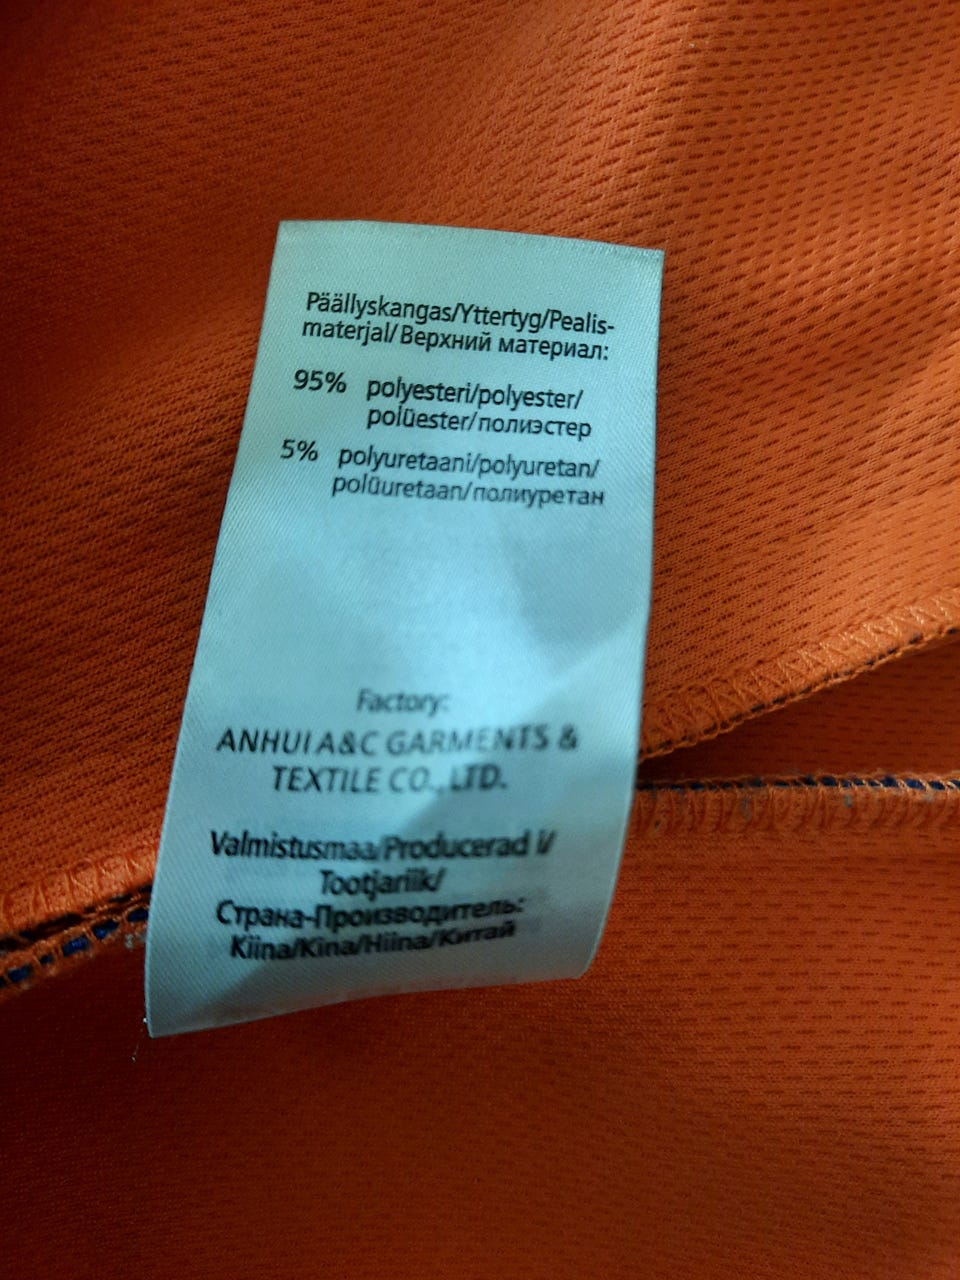 Päällyskangas/Yttertyg/Pealis-
materjal/Верхний материал:
95% polyesteri/polyester/
polüester/полиэстер
5% polyuretaani/polyuretan/
polüuretaan/полиуретан
Factory:
ANHUI A&C GARMENTS &
TEXTILE CO., LTD.
Valmistusmaa/Producerad I/
Tootjariik/
Страна-Производитель:
Kiina/Kina/Hiina/Китай